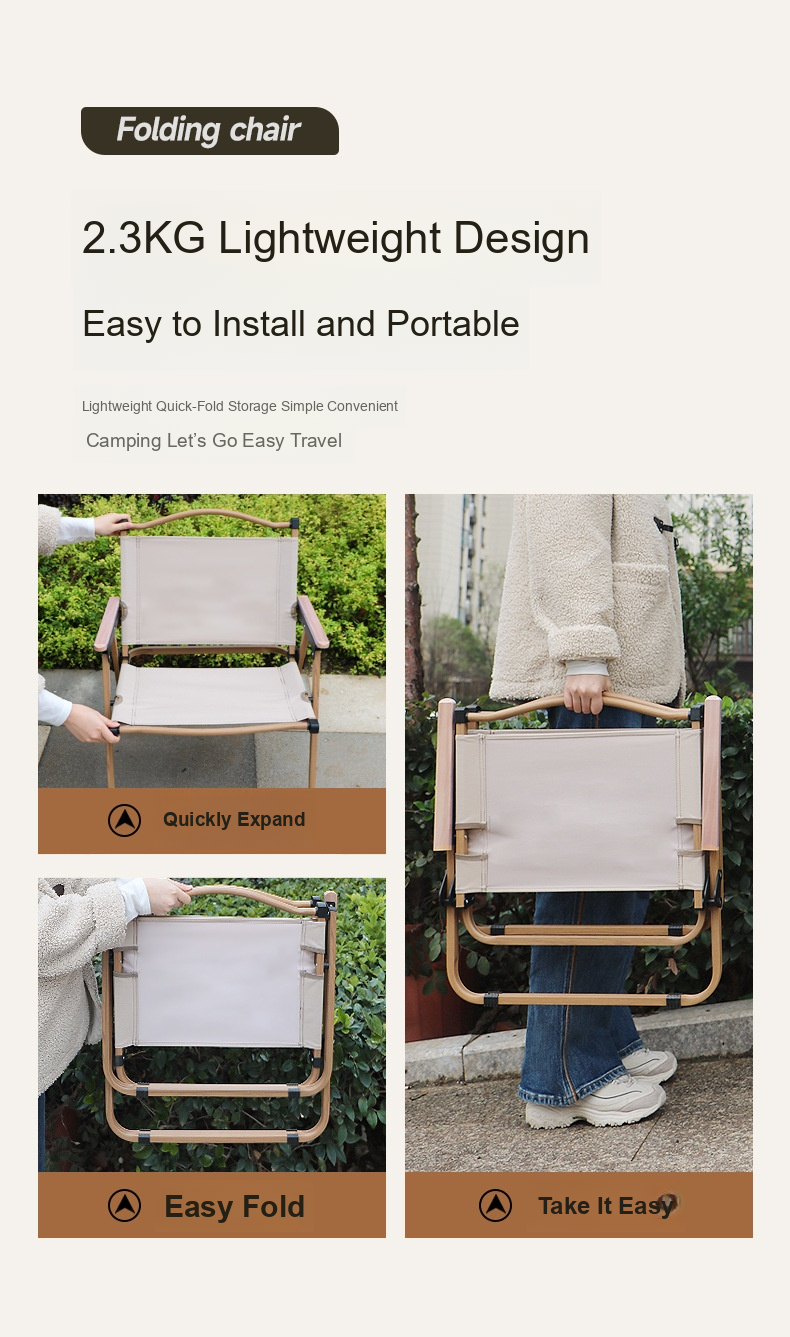 Folding chair
2.3KG Lightweight Design
Easy to Install and Portable
Lightweight Quick-Fold Storage Simple Convenient
Camping Let's Go Easy Travel
Quickly Expand
Easy Fold
Take It Easy